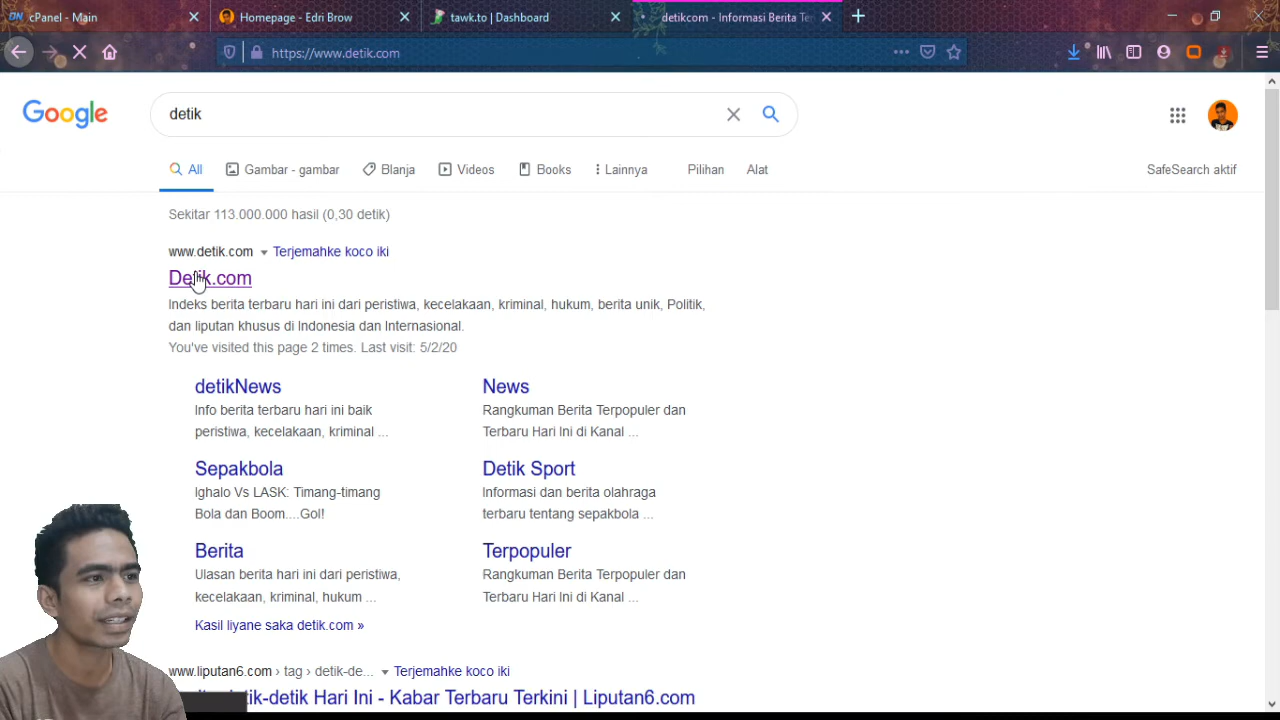 cPanel - Main
Homepage - Edri Brow
tawk.to | Dashboard
detikcom - Informasi Berita Te
https://www.detik.com
Google
detik
All
Gambar - gambar
Blanja
Videos
Books
Lainnya
Pilihan
Alat
SafeSearch aktif
Sekitar 113.000.000 hasil (0,30 detik)
www.detik.com
Terjemahke koco iki
Detik.com
Indeks berita terbaru hari ini dari peristiwa, kecelakaan, kriminal, hukum, berita unik, Politik,
dan liputan khusus di Indonesia dan Internasional.
You've visited this page 2 times. Last visit: 5/2/20
detikNews
Info berita terbaru hari ini baik
peristiwa, kecelakaan, kriminal ...
News
Rangkuman Berita Terpopuler dan
Terbaru Hari Ini di Kanal ...
Sepakbola
Ighalo Vs LASK: Timang-timang
Bola dan Boom....Gol!
Detik Sport
Informasi dan berita olahraga
terbaru tentang sepakbola ...
Berita
Ulasan berita hari ini dari peristiwa,
kecelakaan, kriminal, hukum ...
Terpopuler
Rangkuman Berita Terpopuler dan
Terbaru Hari Ini di Kanal ...
Kasil liyane saka detik.com »
www.liputan6.com › tag › detik-de...
Terjemahke koco iki
tik-detik Hari Ini - Kabar Terbaru Terkini | Liputan6.com